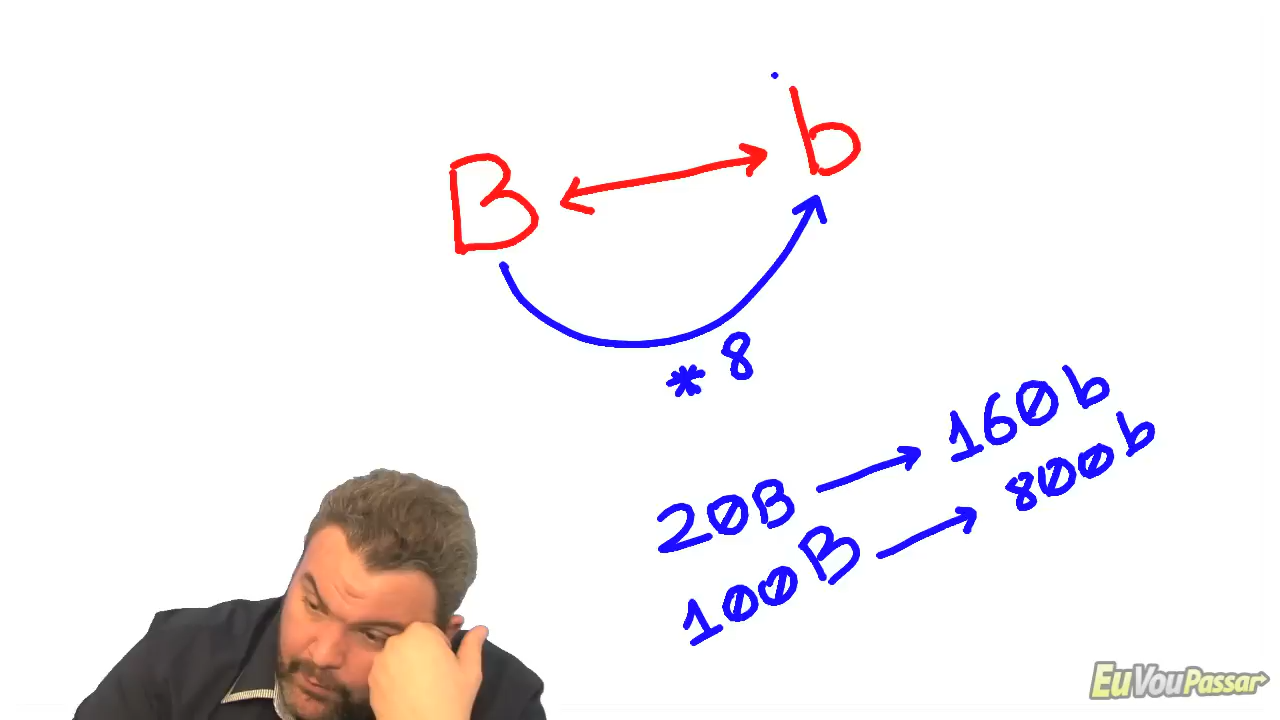 b
B
* 8
20B → 160b
100B → 800b
EuVouPassar